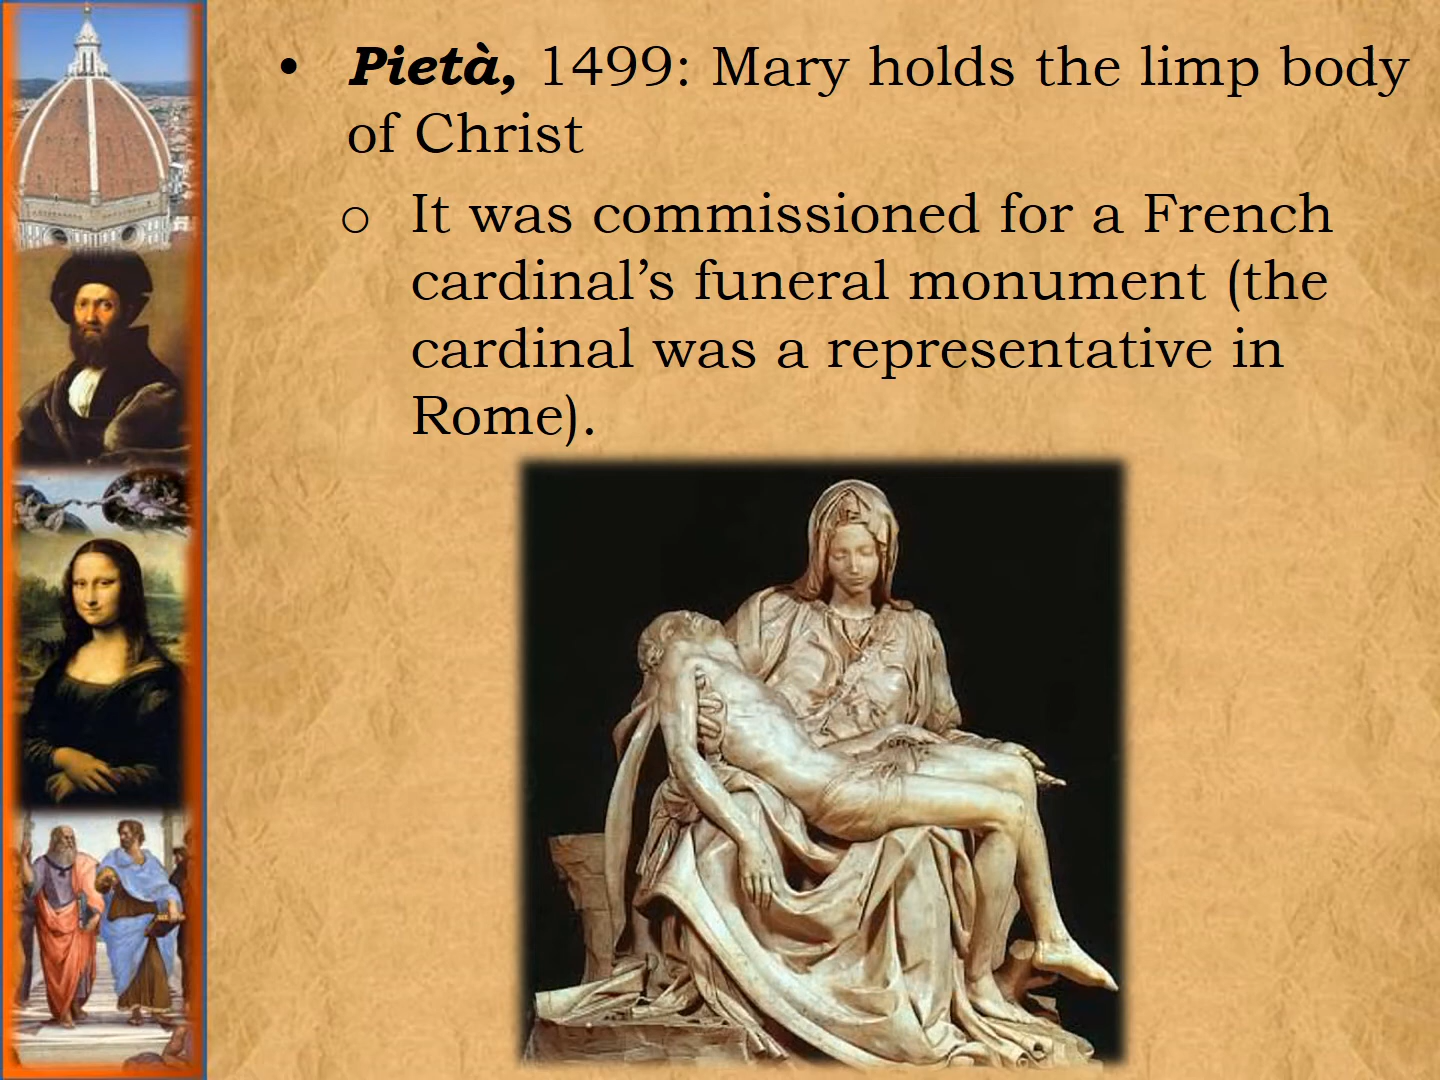 • Pietà, 1499: Mary holds the limp body
of Christ
o It was commissioned for a French
cardinal’s funeral monument (the
cardinal was a representative in
Rome).